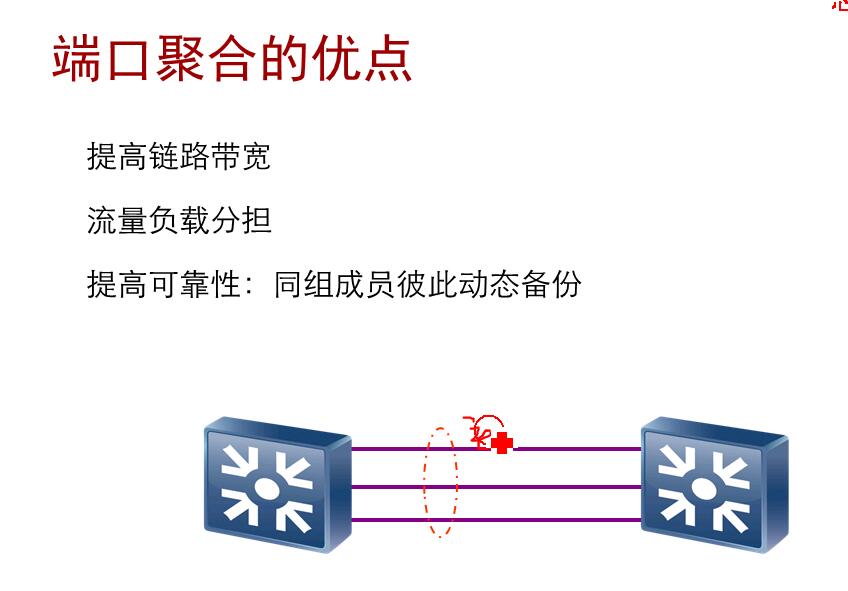 端口聚合的优点
提高链路带宽
流量负载分担
提高可靠性：同组成员彼此动态备份